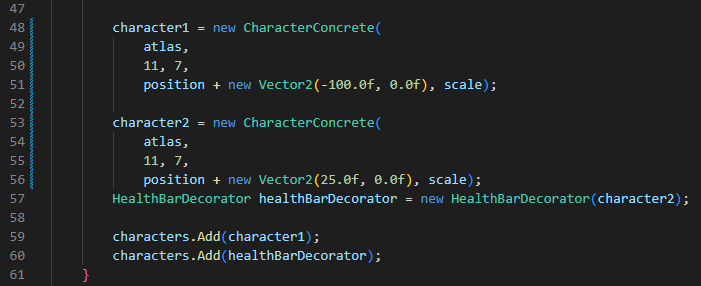 47
48 character1 = new CharacterConcrete(
49 atlas,
50 11, 7,
51 position + new Vector2(-100.0f, 0.0f), scale);
52
53 character2 = new CharacterConcrete(
54 atlas,
55 11, 7,
56 position + new Vector2(25.0f, 0.0f), scale);
57 HealthBarDecorator healthBarDecorator = new HealthBarDecorator(character2);
58
59 characters.Add(character1);
60 characters.Add(healthBarDecorator);
61 }